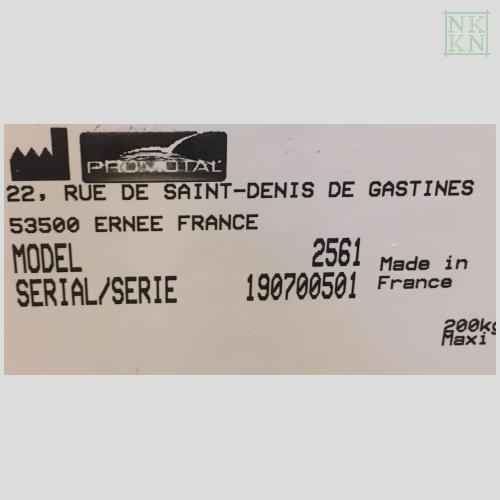 NK
KN
PROMOTAL
22, RUE DE SAINT-DENIS DE GASTINES
53500 ERNEE FRANCE
MODEL 2561
SERIAL/SERIE 190700501
Made in
France
200kg
Maxi